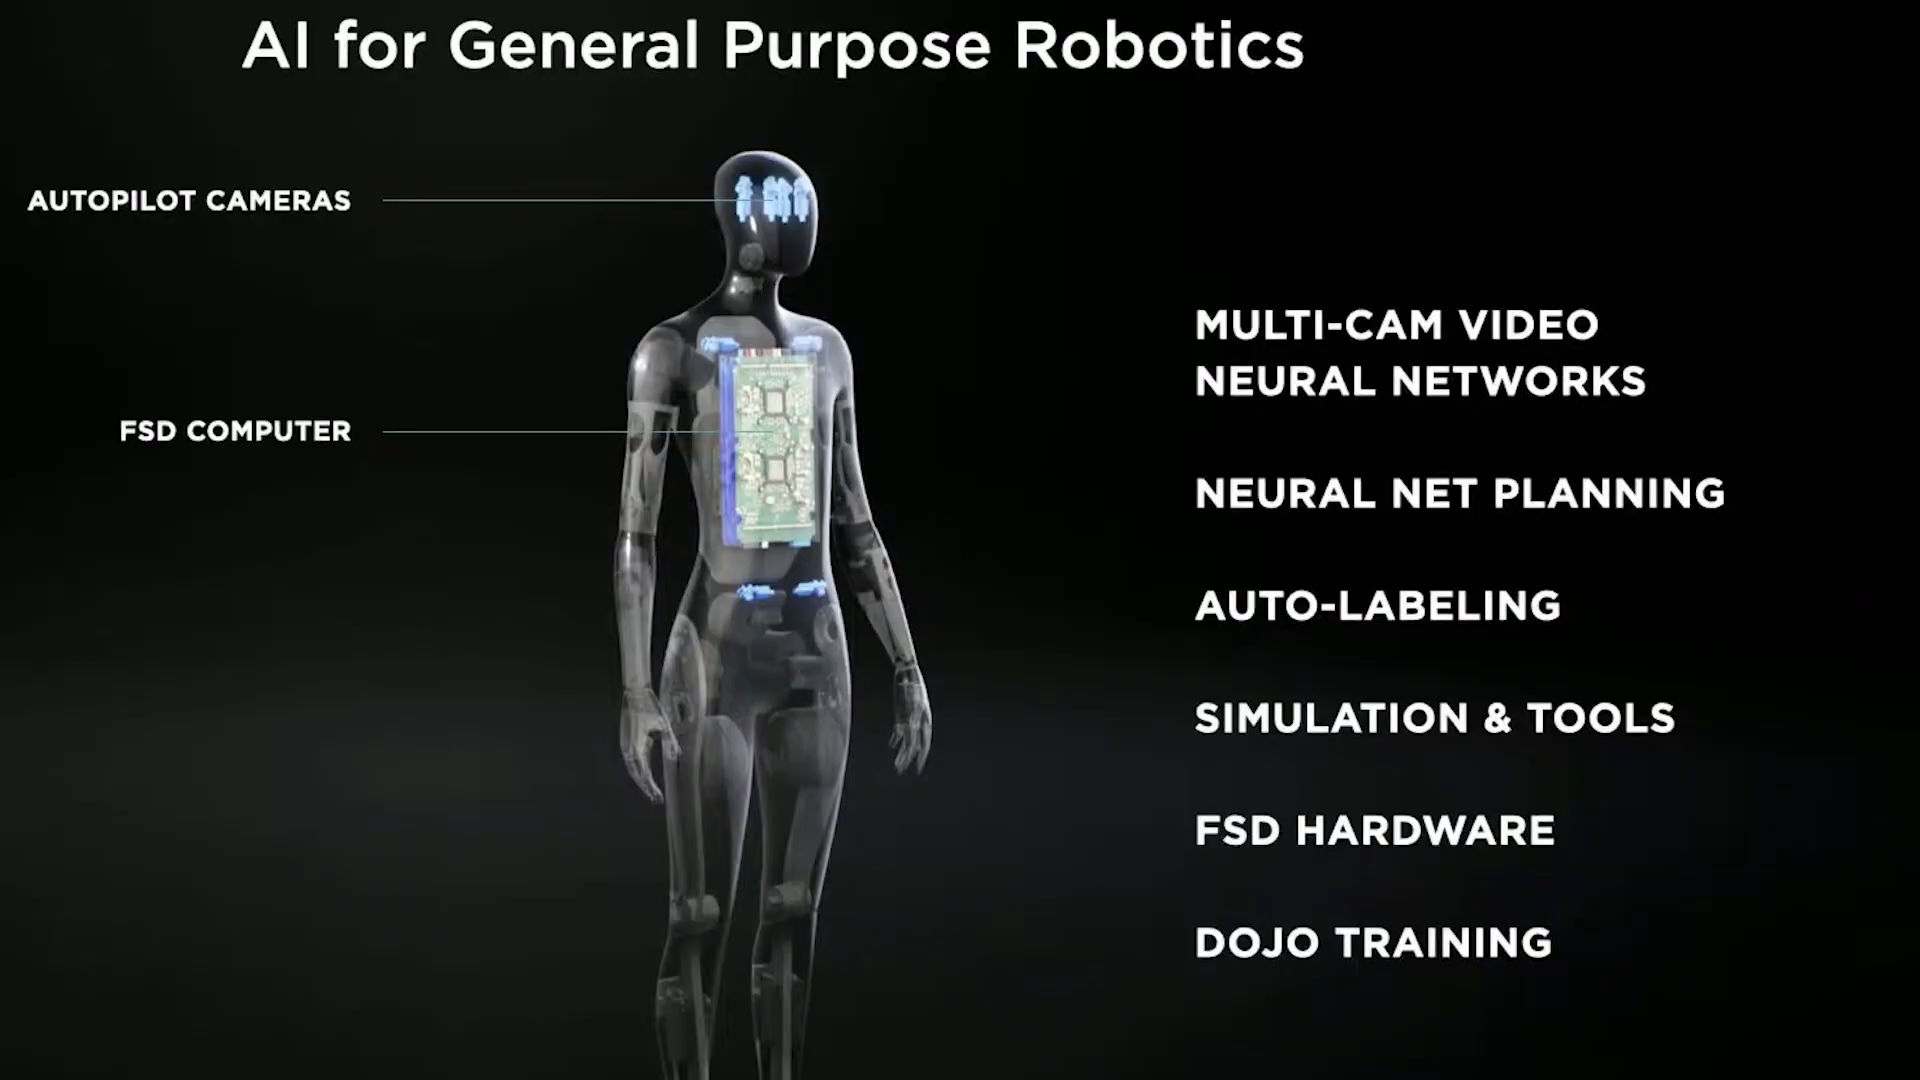 AI for General Purpose Robotics
AUTOPILOT CAMERAS
FSD COMPUTER
MULTI-CAM VIDEO
NEURAL NETWORKS
NEURAL NET PLANNING
AUTO-LABELING
SIMULATION & TOOLS
FSD HARDWARE
DOJO TRAINING